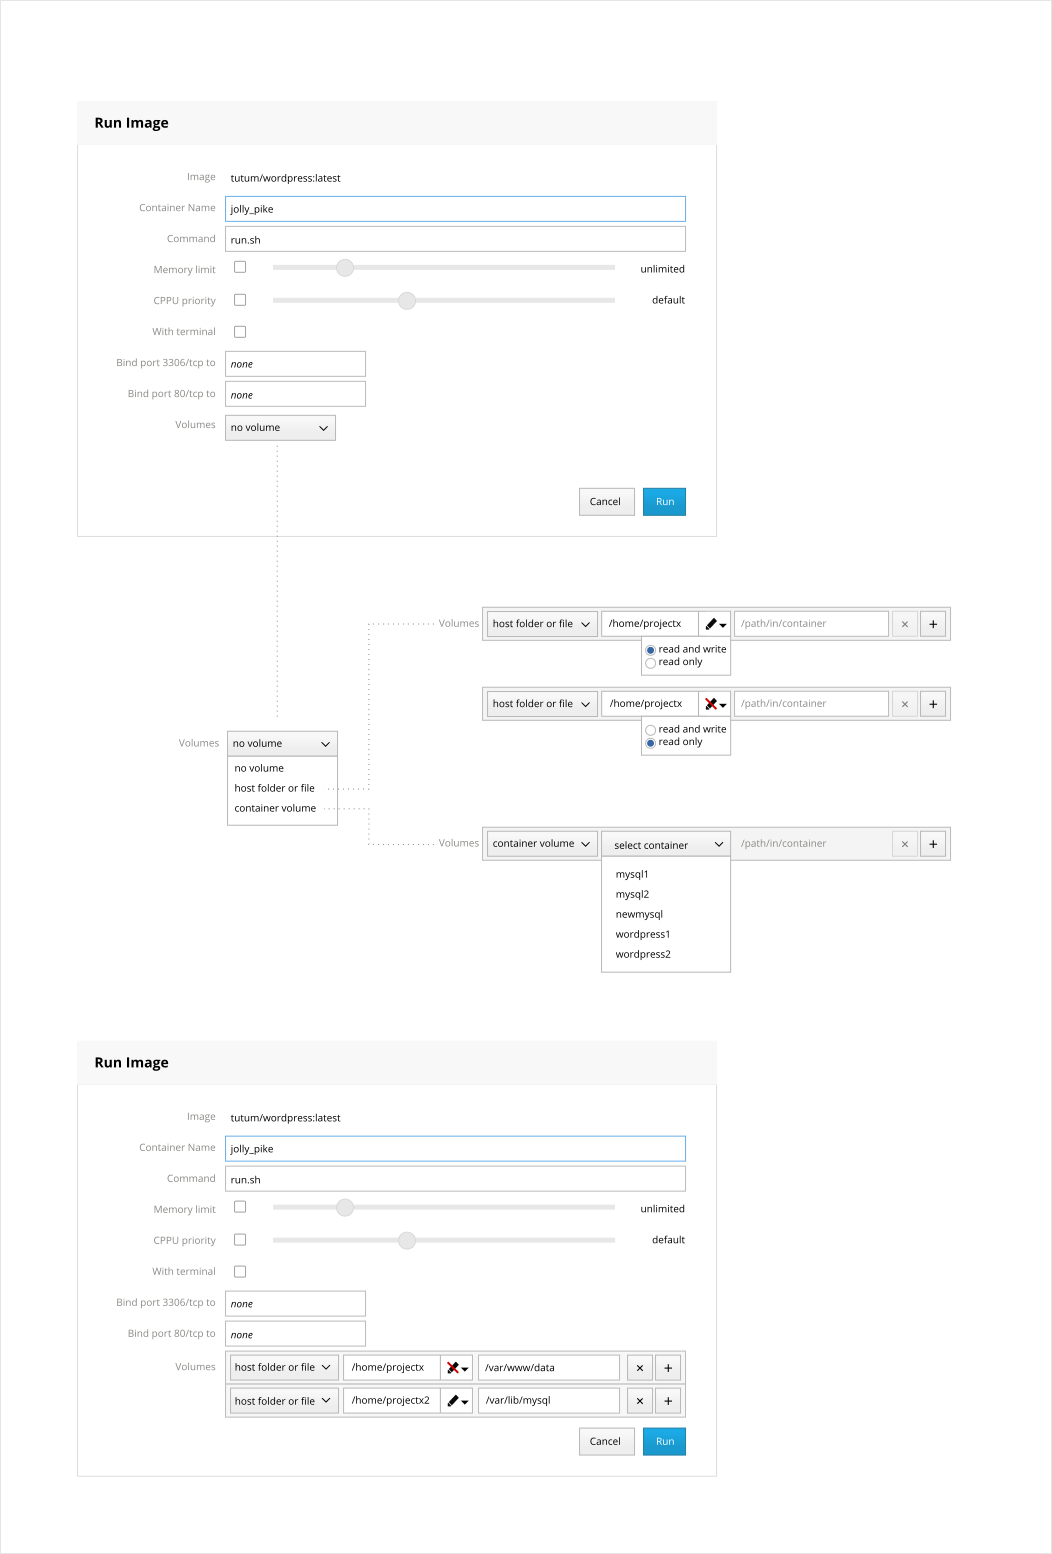 Run Image
Image tutum/wordpress:latest
Container Name jolly_pike
Command run.sh
Memory limit unlimited
CPPU priority default
With terminal
Bind port 3306/tcp to none
Bind port 80/tcp to none
Volumes no volume
Cancel Run
Volumes host folder or file /home/projectx /path/in/container × +
read and write
read only
host folder or file /home/projectx /path/in/container × +
read and write
read only
Volumes no volume
no volume
host folder or file
container volume
Volumes container volume select container /path/in/container × +
mysql1
mysql2
newmysql
wordpress1
wordpress2
Run Image
Image tutum/wordpress:latest
Container Name jolly_pike
Command run.sh
Memory limit unlimited
CPPU priority default
With terminal
Bind port 3306/tcp to none
Bind port 80/tcp to none
Volumes host folder or file /home/projectx /var/www/data × +
host folder or file /home/projectx2 /var/lib/mysql × +
Cancel Run